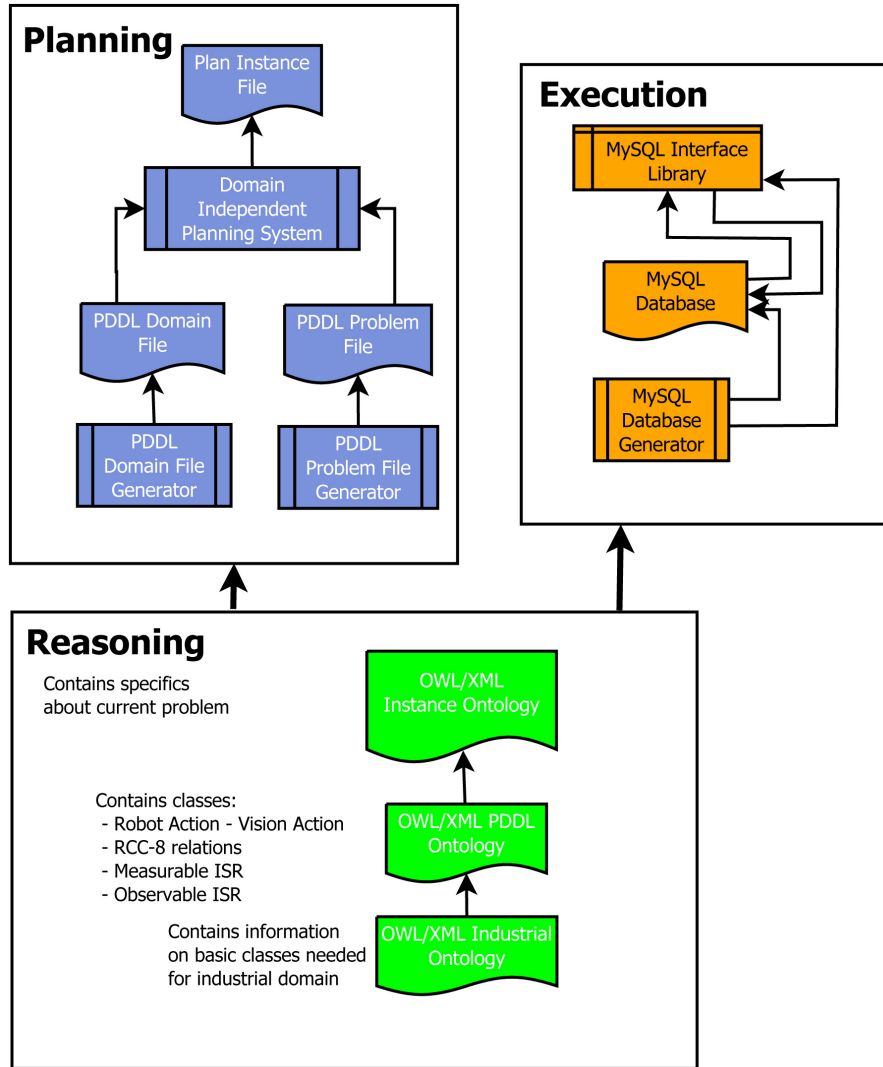 Planning
Plan Instance
File
Domain
Independent
Planning System
PDDL Domain
File
PDDL Problem
File
PDDL
Domain File
Generator
PDDL
Problem File
Generator
Execution
MySQL Interface
Library
MySQL
Database
MySQL
Database
Generator
Reasoning
Contains specifics
about current problem
OWL/XML
Instance Ontology
Contains classes:
- Robot Action - Vision Action
- RCC-8 relations
- Measurable ISR
- Observable ISR
OWL/XML PDDL
Ontology
Contains information
on basic classes needed
for industrial domain
OWL/XML Industrial
Ontology